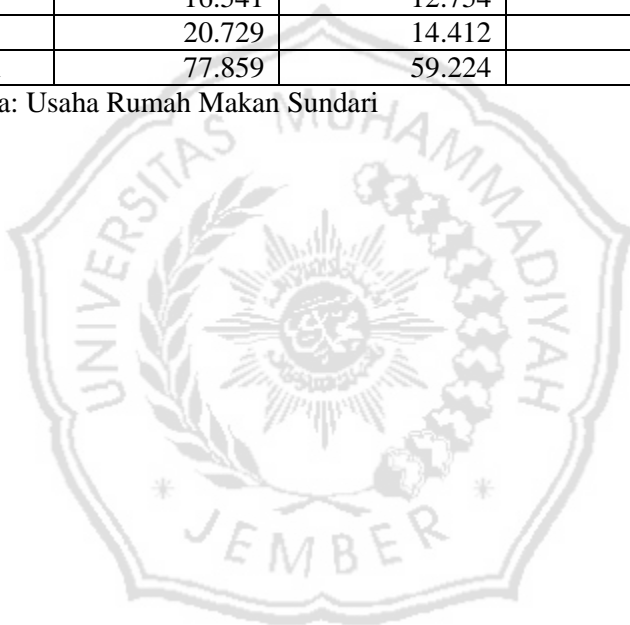 20.729 14.412
77.859 59.224
a: Usaha Rumah Makan Sundari
UNIVERSITAS MUHAMMADIYAH
JEMBER